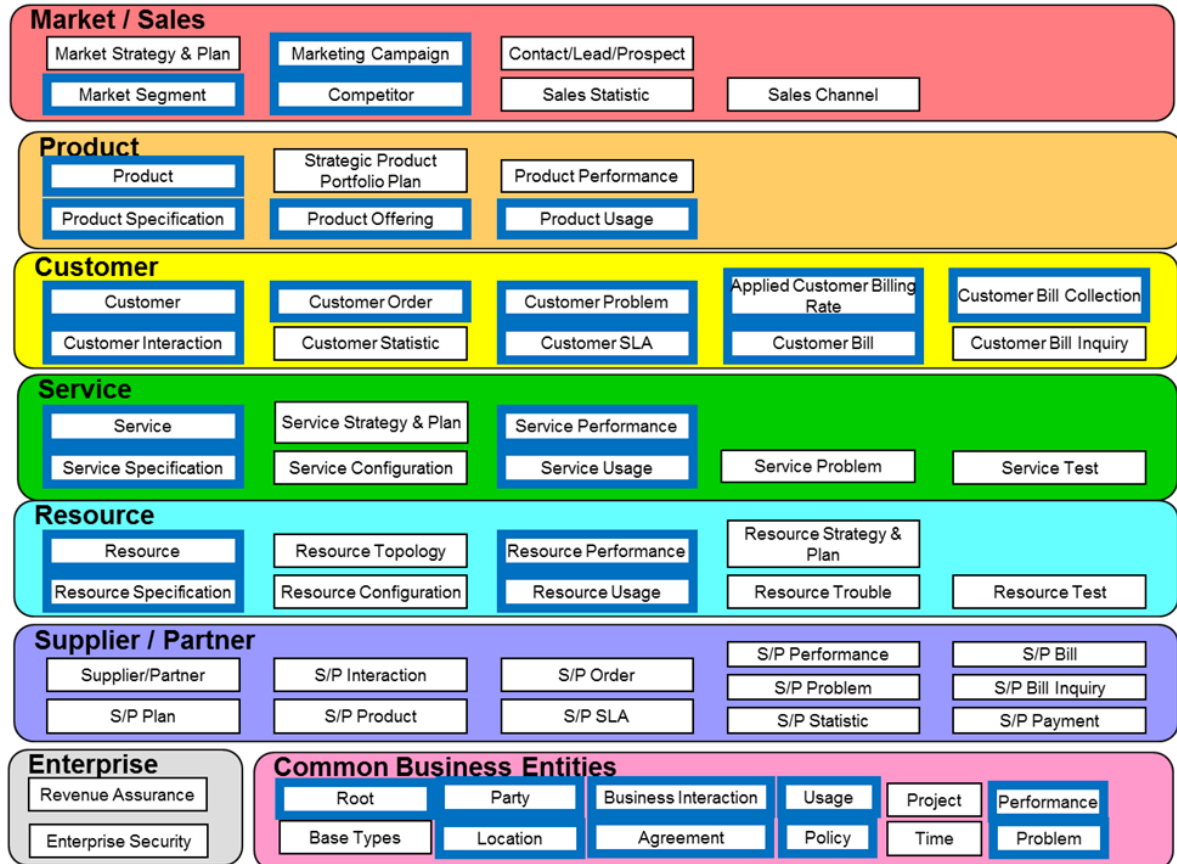 Market / Sales
Market Strategy & Plan
Marketing Campaign
Contact/Lead/Prospect
Market Segment
Competitor
Sales Statistic
Sales Channel
Product
Product
Strategic Product
Portfolio Plan
Product Performance
Product Specification
Product Offering
Product Usage
Customer
Customer
Customer Order
Customer Problem
Applied Customer Billing
Rate
Customer Bill Collection
Customer Interaction
Customer Statistic
Customer SLA
Customer Bill
Customer Bill Inquiry
Service
Service
Service Strategy & Plan
Service Performance
Service Specification
Service Configuration
Service Usage
Service Problem
Service Test
Resource
Resource
Resource Topology
Resource Performance
Resource Strategy &
Plan
Resource Specification
Resource Configuration
Resource Usage
Resource Trouble
Resource Test
Supplier / Partner
Supplier/Partner
S/P Interaction
S/P Order
S/P Performance
S/P Bill
S/P Problem
S/P Bill Inquiry
S/P Plan
S/P Product
S/P SLA
S/P Statistic
S/P Payment
Enterprise
Revenue Assurance
Enterprise Security
Common Business Entities
Root
Party
Business Interaction
Usage
Project
Performance
Base Types
Location
Agreement
Policy
Time
Problem